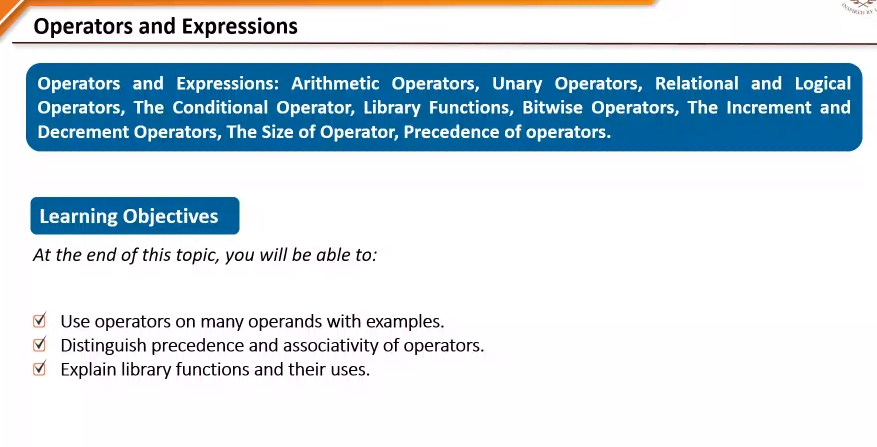 Operators and Expressions
Operators and Expressions: Arithmetic Operators, Unary Operators, Relational and Logical
Operators, The Conditional Operator, Library Functions, Bitwise Operators, The Increment and
Decrement Operators, The Size of Operator, Precedence of operators.
Learning Objectives
At the end of this topic, you will be able to:
Use operators on many operands with examples.
Distinguish precedence and associativity of operators.
Explain library functions and their uses.